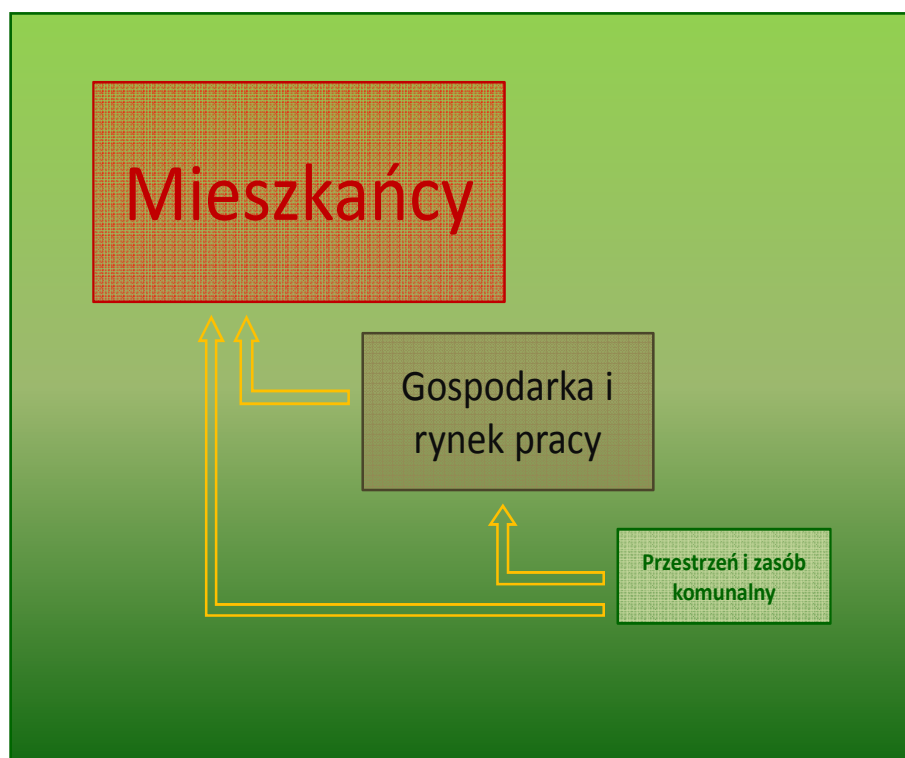 Mieszkańcy
Gospodarka i
rynek pracy
Przestrzeń i zasób
komunalny